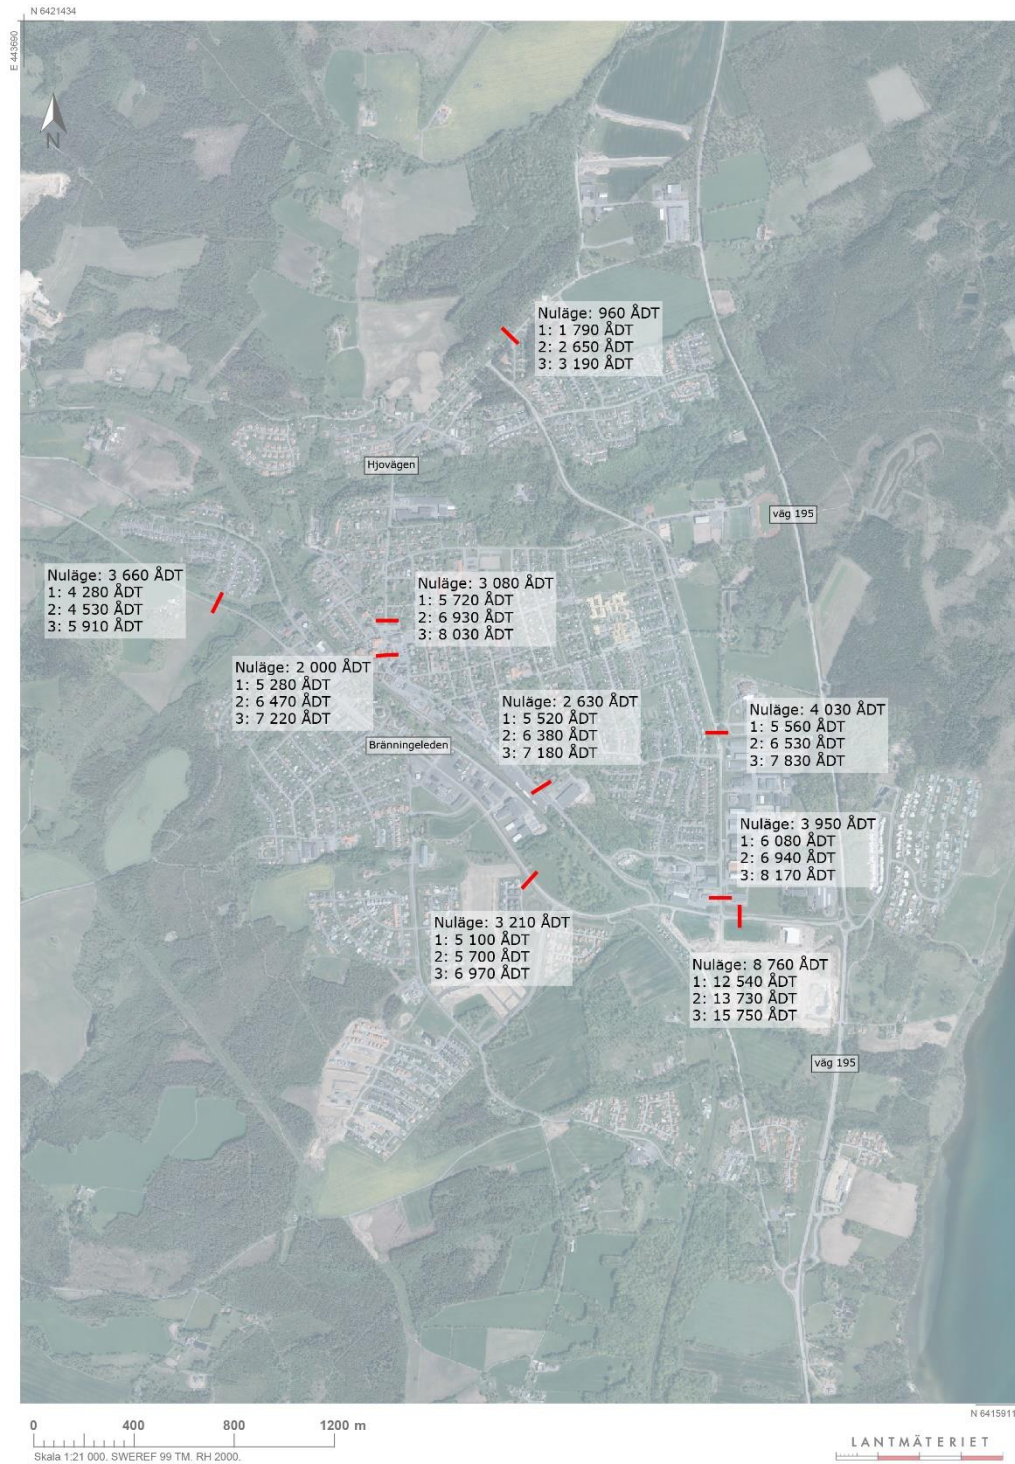 N 6421434
E 443690
N
Nuläge: 960 ÅDT
1: 1 790 ÅDT
2: 2 650 ÅDT
3: 3 190 ÅDT
Hjovägen
väg 195
Nuläge: 3 660 ÅDT
1: 4 280 ÅDT
2: 4 530 ÅDT
3: 5 910 ÅDT
Nuläge: 3 080 ÅDT
1: 5 720 ÅDT
2: 6 930 ÅDT
3: 8 030 ÅDT
Nuläge: 2 000 ÅDT
1: 5 280 ÅDT
2: 6 470 ÅDT
3: 7 220 ÅDT
Nuläge: 2 630 ÅDT
1: 5 520 ÅDT
2: 6 380 ÅDT
3: 7 180 ÅDT
Nuläge: 4 030 ÅDT
1: 5 560 ÅDT
2: 6 530 ÅDT
3: 7 830 ÅDT
Bränningeleden
Nuläge: 3 950 ÅDT
1: 6 080 ÅDT
2: 6 940 ÅDT
3: 8 170 ÅDT
Nuläge: 3 210 ÅDT
1: 5 100 ÅDT
2: 5 700 ÅDT
3: 6 970 ÅDT
Nuläge: 8 760 ÅDT
1: 12 540 ÅDT
2: 13 730 ÅDT
3: 15 750 ÅDT
väg 195
N 6415911
0 400 800 1200 m
Skala 1:21 000. SWEREF 99 TM. RH 2000.
LANTMÄTERIET